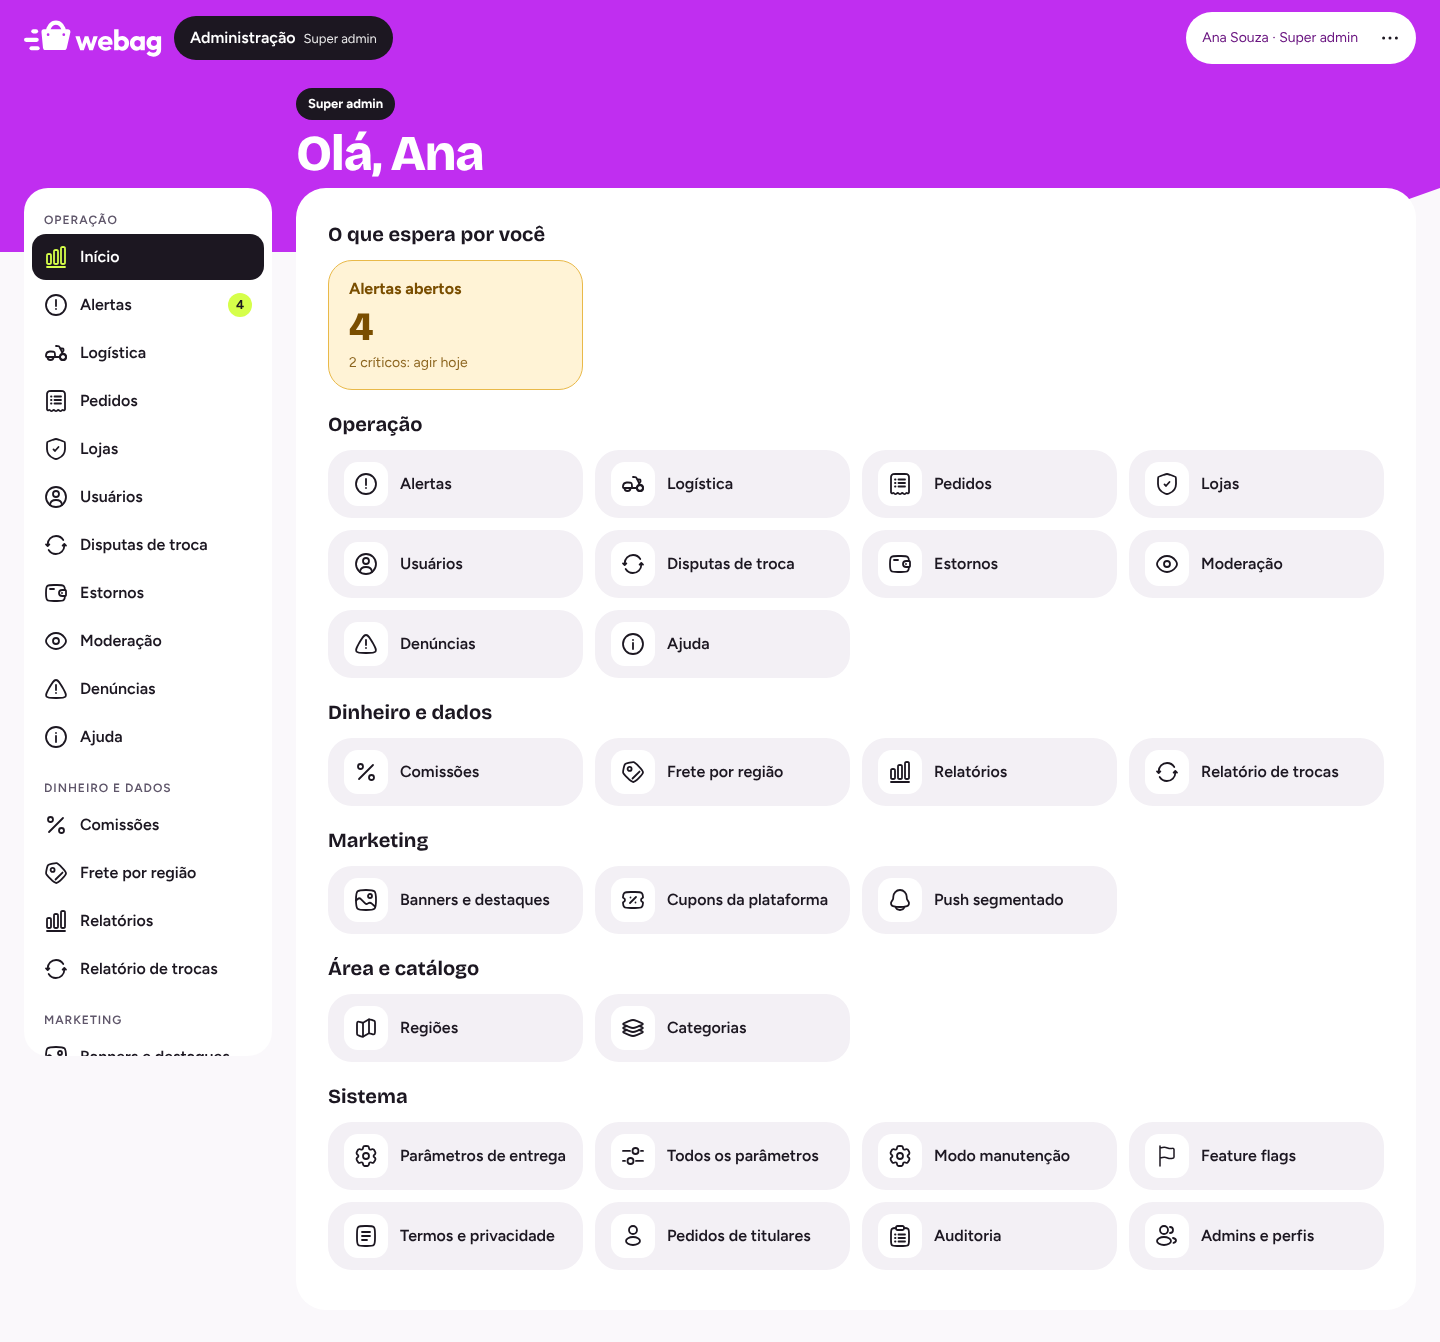 webag
Administração Super admin
Ana Souza · Super admin
Super admin
Olá, Ana
OPERAÇÃO
Início
Alertas 4
Logística
Pedidos
Lojas
Usuários
Disputas de troca
Estornos
Moderação
Denúncias
Ajuda
DINHEIRO E DADOS
Comissões
Frete por região
Relatórios
Relatório de trocas
MARKETING
Banners e destaques
O que espera por você
Alertas abertos
4
2 críticos: agir hoje
Operação
Alertas Logística Pedidos Lojas
Usuários Disputas de troca Estornos Moderação
Denúncias Ajuda
Dinheiro e dados
Comissões Frete por região Relatórios Relatório de trocas
Marketing
Banners e destaques Cupons da plataforma Push segmentado
Área e catálogo
Regiões Categorias
Sistema
Parâmetros de entrega Todos os parâmetros Modo manutenção Feature flags
Termos e privacidade Pedidos de titulares Auditoria Admins e perfis